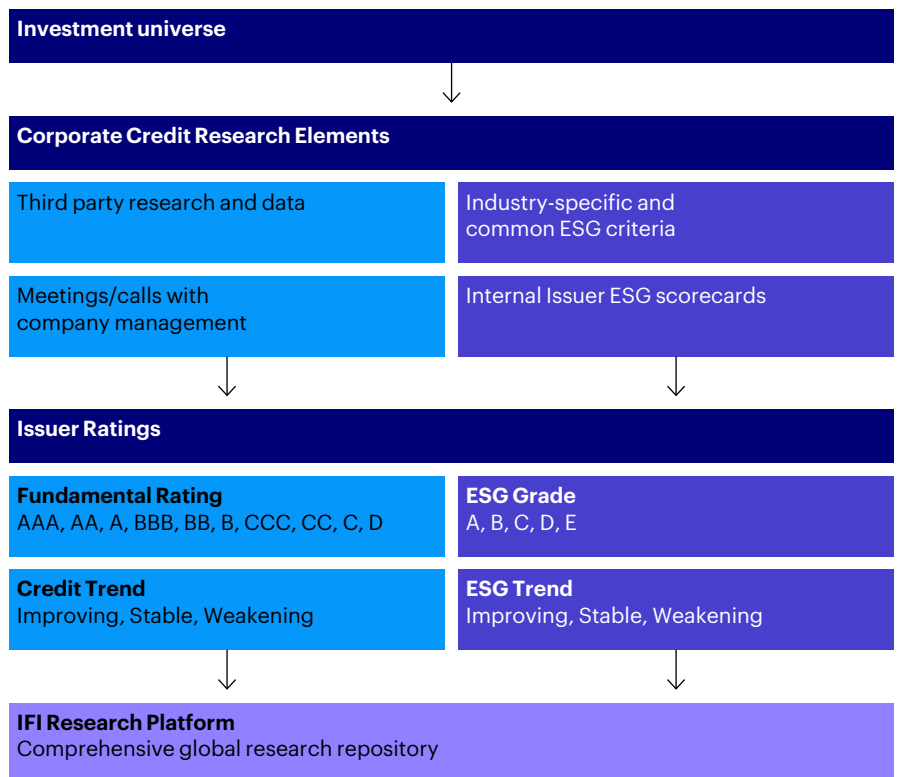 Investment universe
Corporate Credit Research Elements
Third party research and data
Industry-specific and
common ESG criteria
Meetings/calls with
company management
Internal Issuer ESG scorecards
Issuer Ratings
Fundamental Rating
AAA, AA, A, BBB, BB, B, CCC, CC, C, D
ESG Grade
A, B, C, D, E
Credit Trend
Improving, Stable, Weakening
ESG Trend
Improving, Stable, Weakening
IFI Research Platform
Comprehensive global research repository